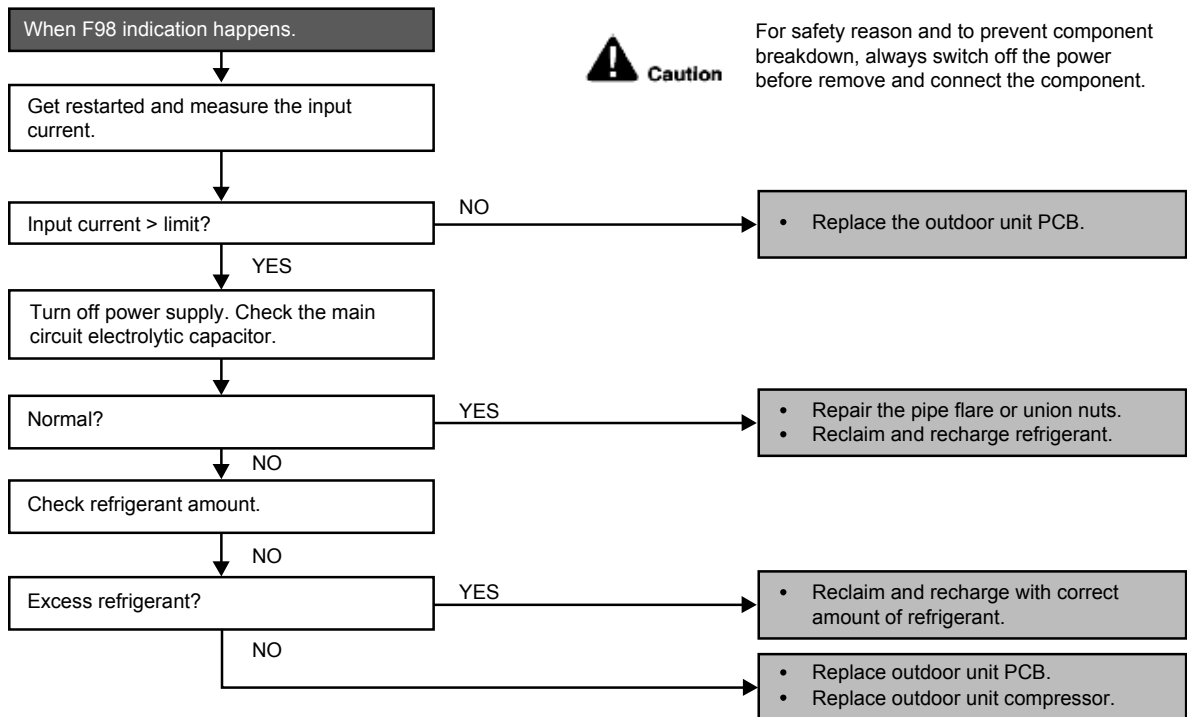 When F98 indication happens.
For safety reason and to prevent component
breakdown, always switch off the power
before remove and connect the component.
Caution
Get restarted and measure the input
current.
Input current > limit?
NO
• Replace the outdoor unit PCB.
YES
Turn off power supply. Check the main
circuit electrolytic capacitor.
Normal?
YES
• Repair the pipe flare or union nuts.
• Reclaim and recharge refrigerant.
NO
Check refrigerant amount.
NO
Excess refrigerant?
YES
• Reclaim and recharge with correct
amount of refrigerant.
NO
• Replace outdoor unit PCB.
• Replace outdoor unit compressor.